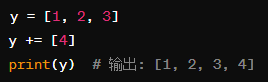 y = [1, 2, 3]
y += [4]
print(y)  # 输出: [1, 2, 3, 4]